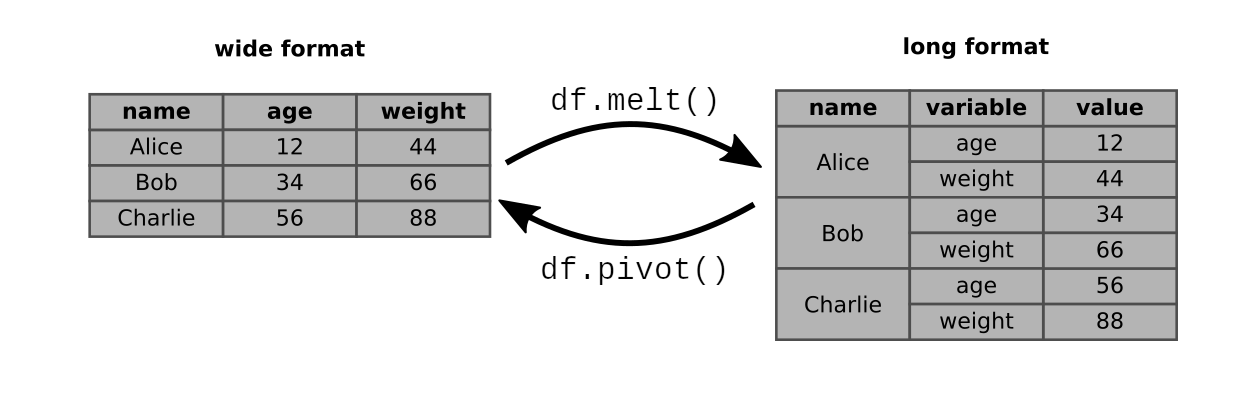 wide format
name age weight
Alice 12 44
Bob 34 66
Charlie 56 88
df.melt()
df.pivot()
long format
name variable value
Alice age 12
weight 44
Bob age 34
weight 66
Charlie age 56
weight 88